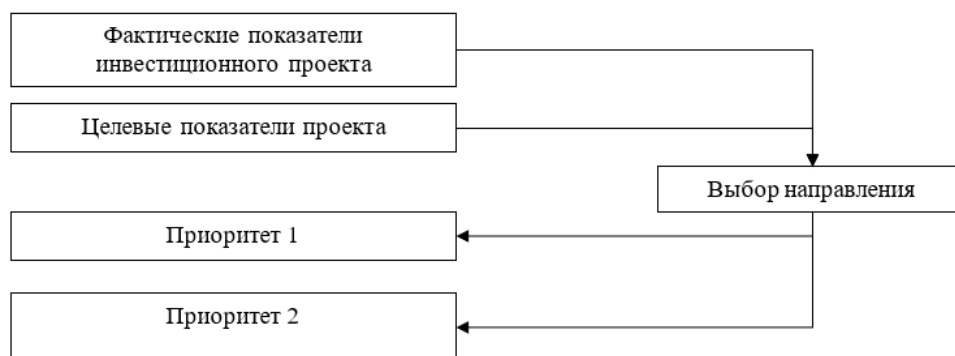 Фактические показатели
инвестиционного проекта
Целевые показатели проекта
Выбор направления
Приоритет 1
Приоритет 2